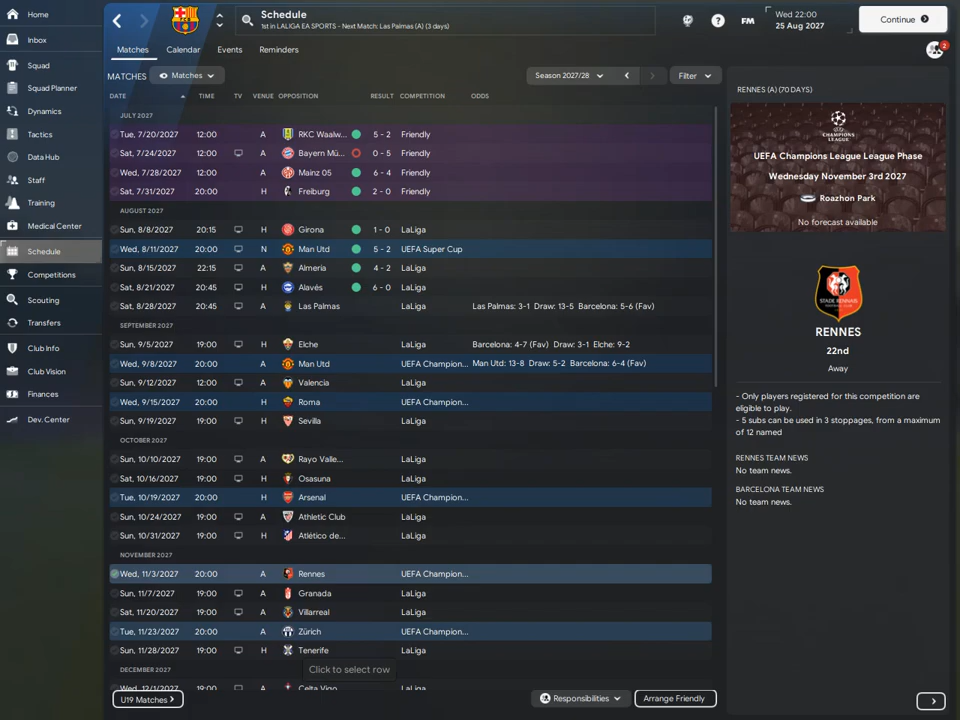 Schedule
1st in LALIGA EA SPORTS - Next Match: Las Palmas (A) (3 days)
FM
Wed 22:00
25 Aug 2027
Continue
2
Home
Inbox
Squad
Squad Planner
Dynamics
Tactics
Data Hub
Staff
Training
Medical Center
Schedule
Competitions
Scouting
Transfers
Club Info
Club Vision
Finances
Dev. Center
Matches Calendar Events Reminders
MATCHES Matches Season 2027/28 Filter
DATE TIME TV VENUE OPPOSITION RESULT COMPETITION ODDS
JULY 2027
Tue, 7/20/2027 12:00 A RKC Waalw... 5 - 2 Friendly
Sat, 7/24/2027 12:00 A Bayern Mü... 0 - 5 Friendly
Wed, 7/28/2027 12:00 A Mainz 05 6 - 4 Friendly
Sat, 7/31/2027 20:00 H Freiburg 2 - 0 Friendly
AUGUST 2027
Sun, 8/8/2027 20:15 H Girona 1 - 0 LaLiga
Wed, 8/11/2027 20:00 N Man Utd 5 - 2 UEFA Super Cup
Sun, 8/15/2027 22:15 A Almería 4 - 2 LaLiga
Sat, 8/21/2027 20:45 H Alavés 6 - 0 LaLiga
Sat, 8/28/2027 20:45 A Las Palmas LaLiga Las Palmas: 3-1 Draw: 13-5 Barcelona: 5-6 (Fav)
SEPTEMBER 2027
Sun, 9/5/2027 19:00 H Elche LaLiga Barcelona: 4-7 (Fav) Draw: 3-1 Elche: 9-2
Wed, 9/8/2027 20:00 A Man Utd UEFA Champion... Man Utd: 13-8 Draw: 5-2 Barcelona: 6-4 (Fav)
Sun, 9/12/2027 12:00 A Valencia LaLiga
Wed, 9/15/2027 20:00 H Roma UEFA Champion...
Sun, 9/19/2027 19:00 H Sevilla LaLiga
OCTOBER 2027
Sun, 10/10/2027 19:00 A Rayo Valle... LaLiga
Sat, 10/16/2027 19:00 H Osasuna LaLiga
Tue, 10/19/2027 20:00 H Arsenal UEFA Champion...
Sun, 10/24/2027 19:00 A Athletic Club LaLiga
Sun, 10/31/2027 19:00 H Atlético de... LaLiga
NOVEMBER 2027
Wed, 11/3/2027 20:00 A Rennes UEFA Champion...
Sun, 11/7/2027 19:00 A Granada LaLiga
Sat, 11/20/2027 19:00 A Villarreal LaLiga
Tue, 11/23/2027 20:00 A Zürich UEFA Champion...
Sun, 11/28/2027 19:00 H Tenerife LaLiga
Click to select row
DECEMBER 2027
Wed, 12/1/2027 19:00 A Celta Vigo LaLiga
U19 Matches Responsibilities Arrange Friendly
RENNES (A) (70 DAYS)
CHAMPIONS
LEAGUE
UEFA Champions League League Phase
Wednesday November 3rd 2027
Roazhon Park
No forecast available
STADE RENNAIS
RENNES
22nd
Away
- Only players registered for this competition are
eligible to play.
- 5 subs can be used in 3 stoppages, from a maximum
of 12 named
RENNES TEAM NEWS
No team news.
BARCELONA TEAM NEWS
No team news.